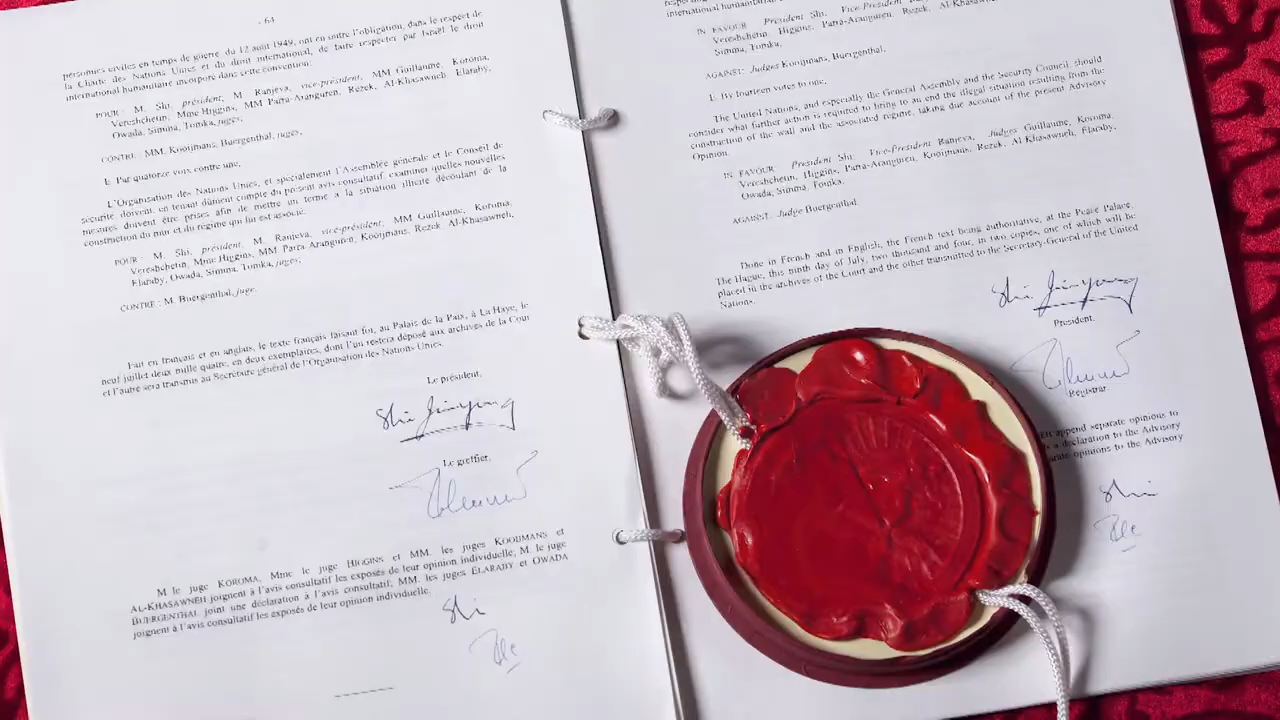 - 64
personnes civiles en temps de guerre, du 12 août 1949, ont en outre l'obligation, dans le respect de
la Charte des Nations Unies et du droit international, de faire respecter par Israël le droit
international humanitaire incorporé dans cette convention.
POUR : M. Shi, président, M. Ranjeva, vice-président, MM Guillaume, Koroma,
Vereshchetin, Mme Higgins, MM Parra-Aranguren, Rezek, Al-Khasawneh, Elaraby,
Owada, Simma, Tomka, juges;
CONTRE : MM. Kooijmans, Buergenthal, juges;
E. Par quatorze voix contre une,
L'Organisation des Nations Unies, et spécialement l'Assemblée générale et le Conseil de
sécurité doivent, en tenant dûment compte du présent avis consultatif, examiner quelles nouvelles
mesures doivent être prises afin de mettre un terme à la situation illicite découlant de la
construction du mur et du régime qui lui est associé.
POUR : M. Shi, président, M. Ranjeva, vice-président, MM Guillaume, Koroma,
Vereshchetin, Mme Higgins, MM Parra-Aranguren, Kooijmans, Rezek Al-Khasawneh,
Elaraby, Owada, Simma, Tomka, juges;
CONTRE : M. Buergenthal, juge.
Fait en français et en anglais, le texte français faisant foi, au Palais de la Paix, à La Haye, le
neuf juillet deux mille quatre, en deux exemplaires, dont l'un restera déposé aux archives de la Cour
et l'autre sera transmis au Secrétaire général de l'Organisation des Nations Unies.
Le président,
Shi Jiuyong
Le greffier,
M le juge KOROMA, Mme le juge HIGGINS et MM. les juges KOOIJMANS et
AL-KHASAWNEH joignent à l'avis consultatif les exposés de leur opinion individuelle; M. le juge
BUERGENTHAL joint une déclaration à l'avis consultatif; MM. les juges ELARABY et OWADA
joignent à l'avis consultatif les exposés de leur opinion individuelle.
Shi
international humanitarian
IN FAVOUR President Shi, Vice-President Ranjeva, Judges Guillaume, Koroma,
Vereshchetin, Higgins, Parra-Aranguren, Rezek, Al-Khasawneh
Simma, Tomka,
AGAINST: Judges Kooijmans, Buergenthal,
E. By fourteen votes to one,
The United Nations, and especially the General Assembly and the Security Council, should
consider what further action is required to bring to an end the illegal situation resulting from the
construction of the wall and the associated régime, taking due account of the present Advisory
Opinion.
IN FAVOUR President Shi, Vice-President Ranjeva, Judges Guillaume, Koroma,
Vereshchetin, Higgins, Parra-Aranguren, Kooijmans, Rezek, Al-Khasawneh, Elaraby,
Owada, Simma, Tomka.
AGAINST: Judge Buergenthal.
Done in French and in English, the French text being authoritative, at the Peace Palace,
The Hague, this ninth day of July, two thousand and four, in two copies, one of which will be
placed in the archives of the Court and the other transmitted to the Secretary-General of the United
Nations.
Shi Jiuyong
President.
Registrar
append separate opinions to
a declaration to the Advisory
opinions to the Advisory
Shi